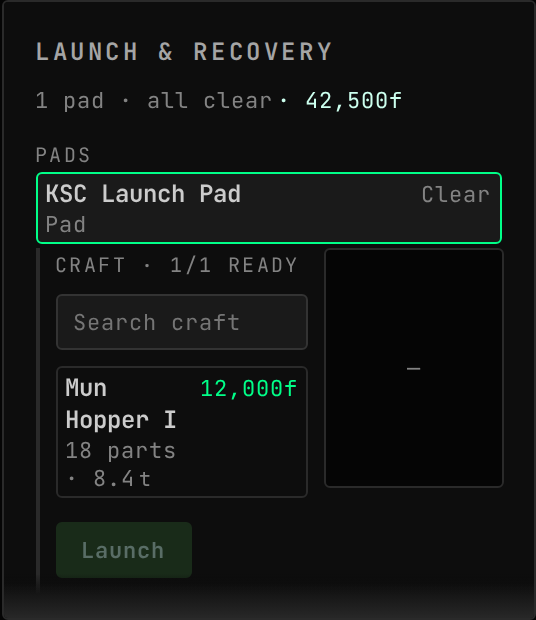 LAUNCH & RECOVERY
1 pad · all clear · 42,500f
PADS
KSC Launch Pad Clear
Pad
CRAFT · 1/1 READY
Search craft
—
Mun 12,000f
Hopper I
18 parts
· 8.4t
Launch